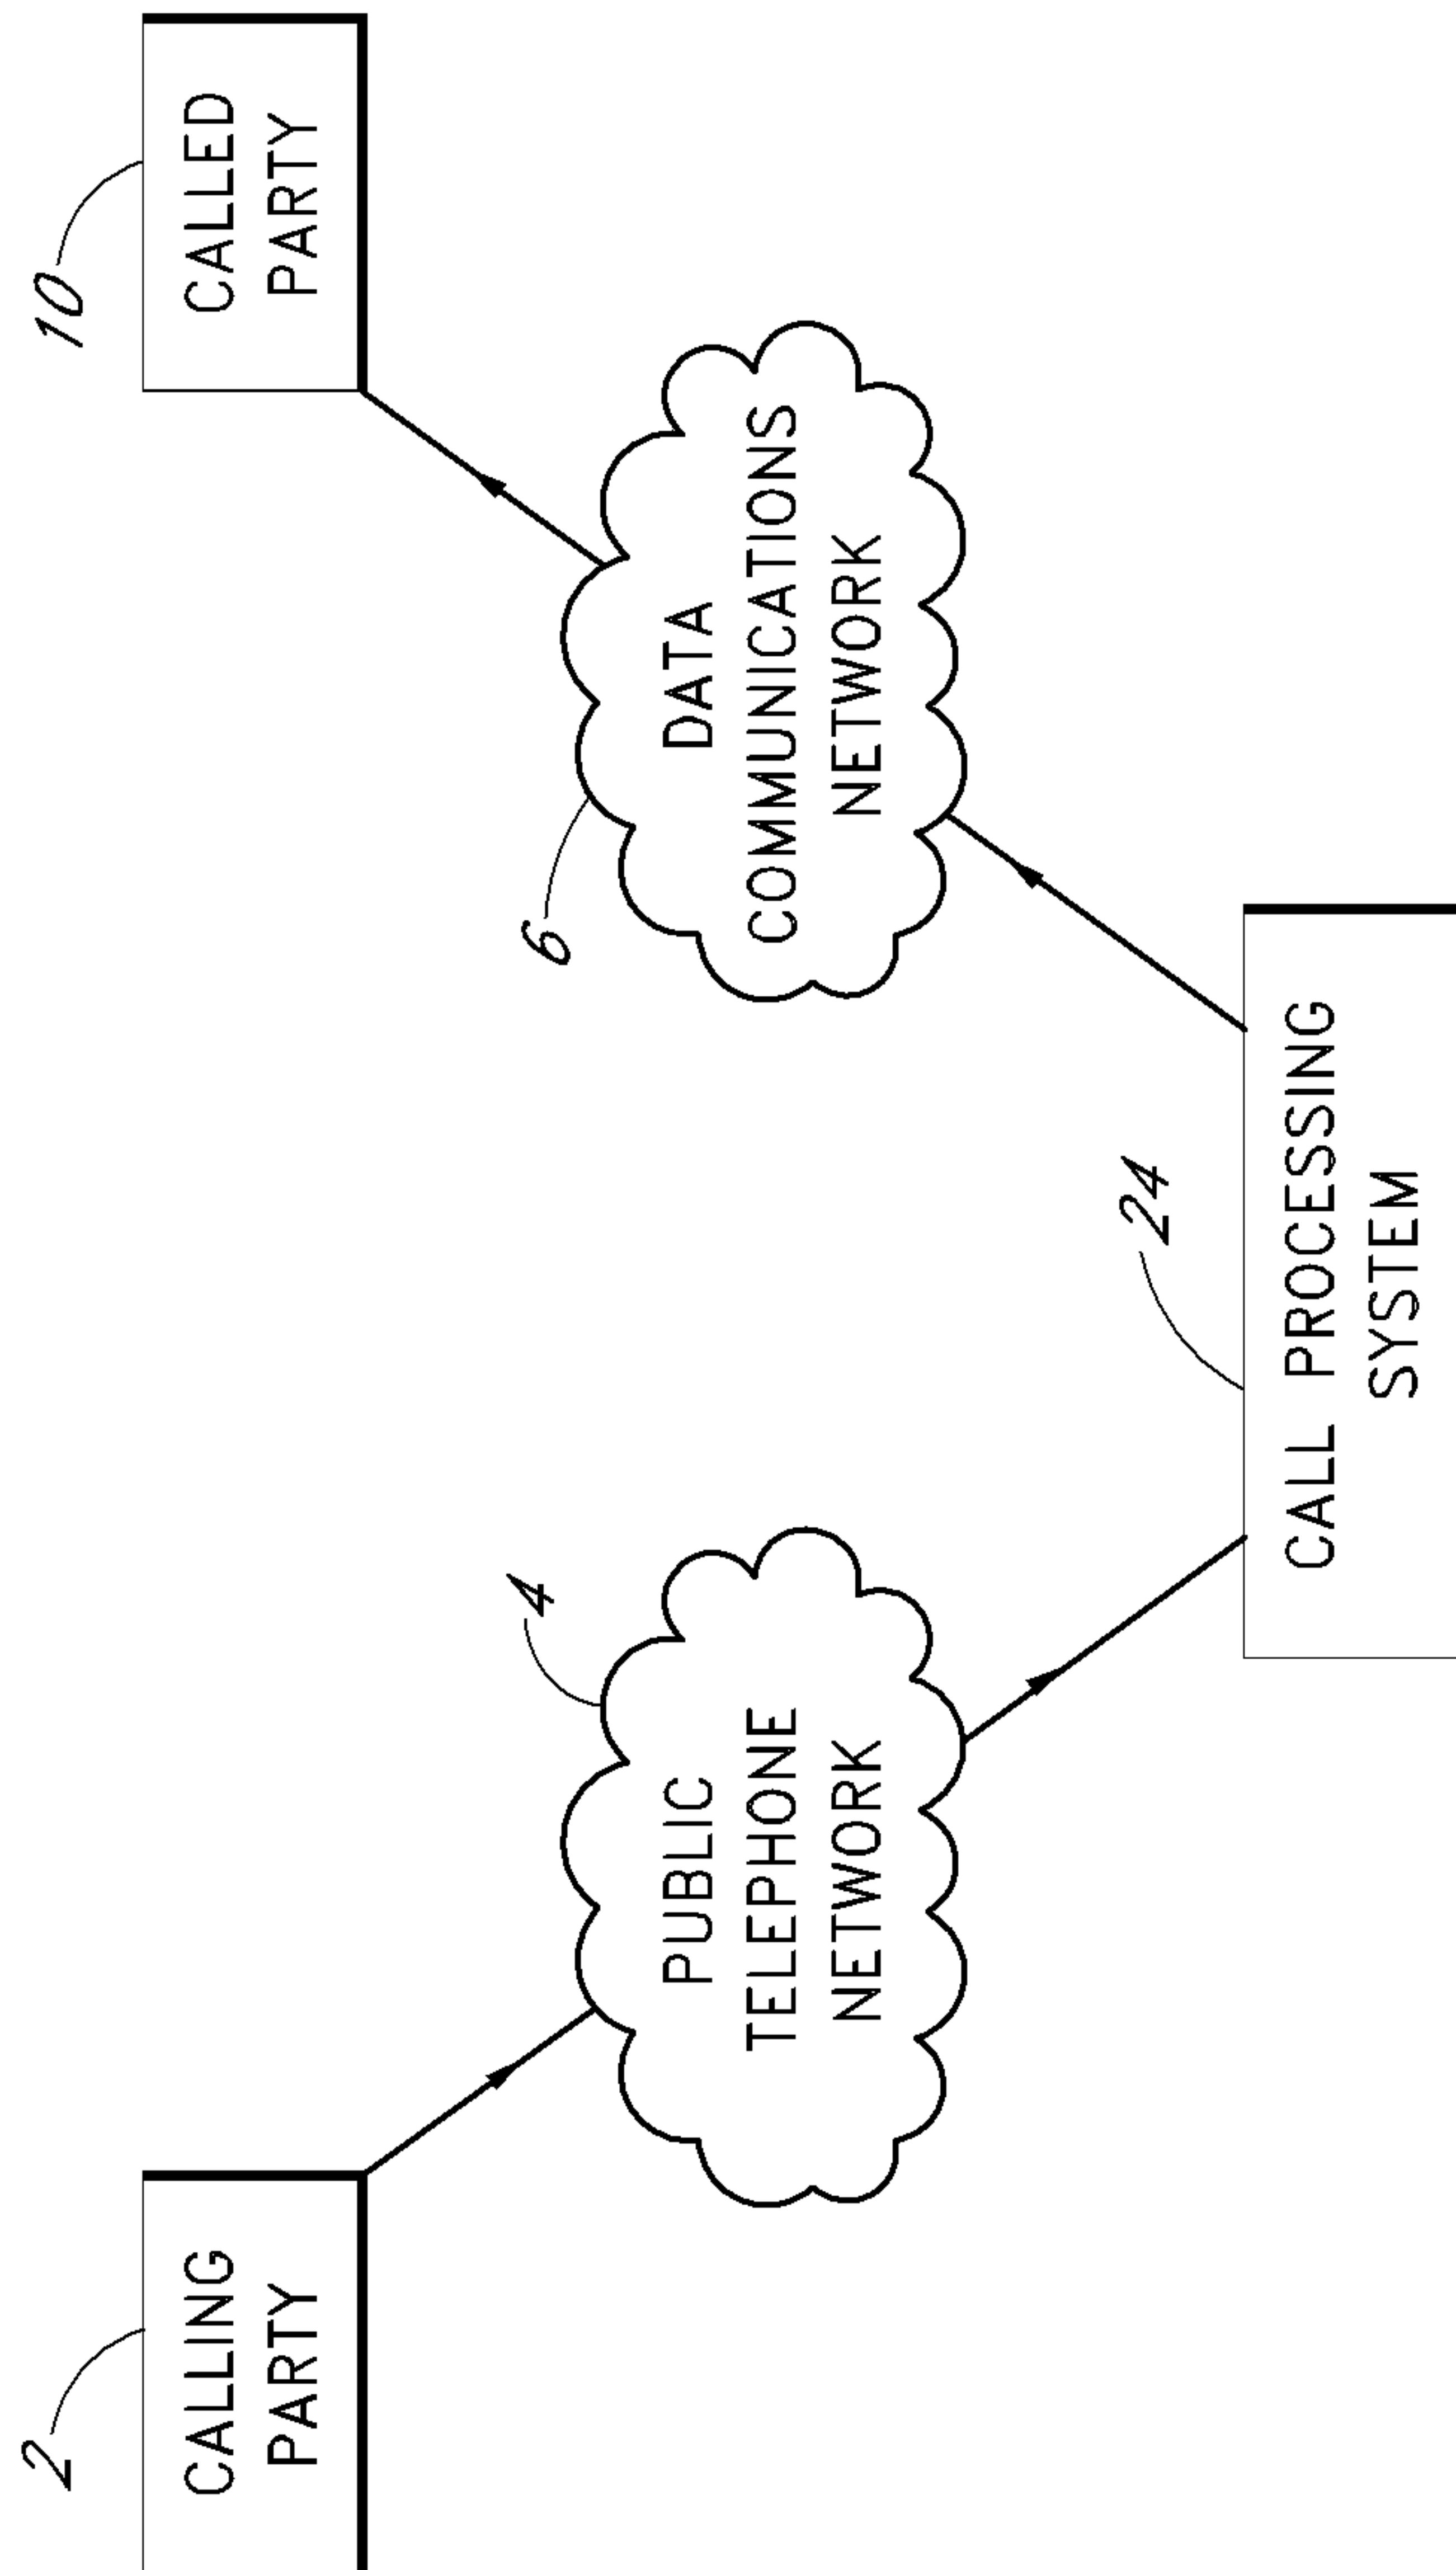 2
CALLING
PARTY
4
PUBLIC
TELEPHONE
NETWORK
24
CALL PROCESSING
SYSTEM
6
DATA
COMMUNICATIONS
NETWORK
10
CALLED
PARTY